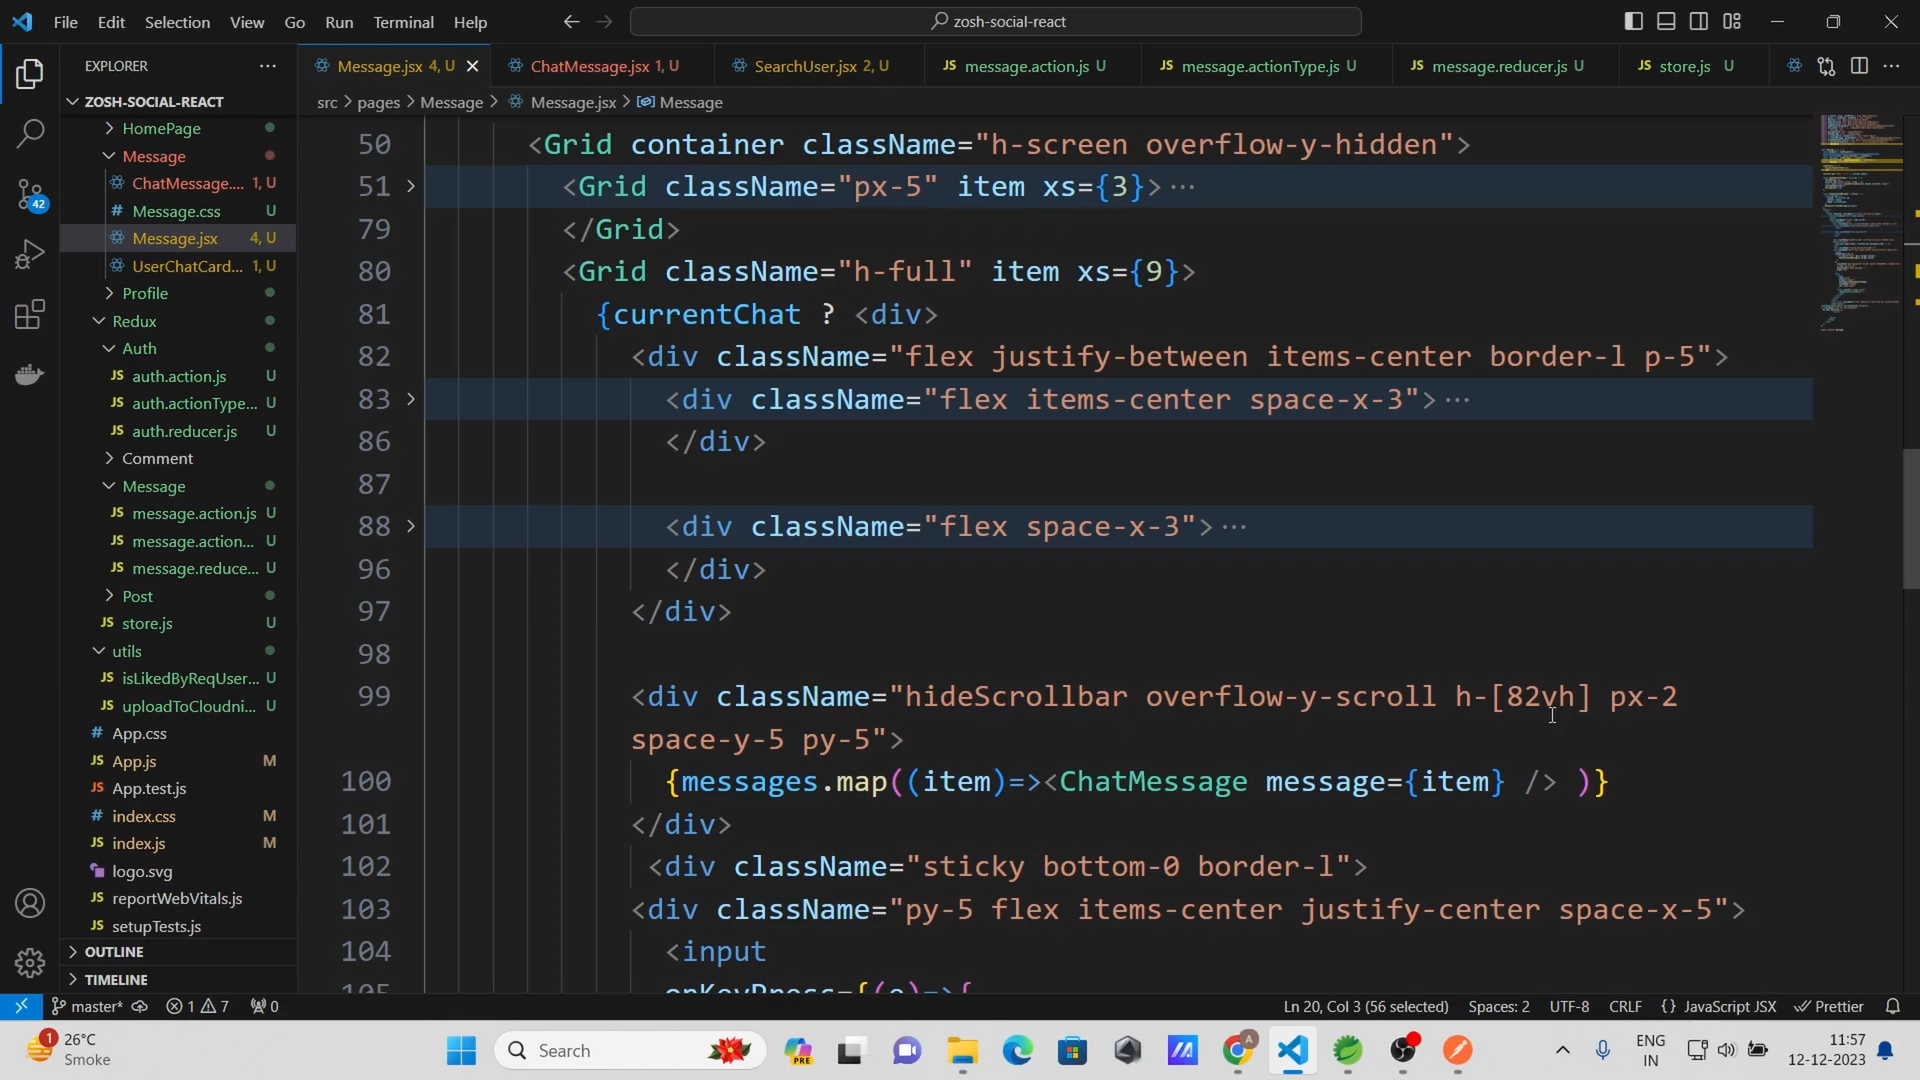 File Edit Selection View Go Run Terminal Help
zosh-social-react
EXPLORER
Message.jsx 4, U
ChatMessage.jsx 1, U
SearchUser.jsx 2, U
JS message.action.js U
JS message.actionType.js U
JS message.reducer.js U
JS store.js U
ZOSH-SOCIAL-REACT
src > pages > Message > Message.jsx > Message
HomePage
Message
ChatMessage.... 1, U
# Message.css U
Message.jsx 4, U
UserChatCard... 1, U
Profile
Redux
Auth
JS auth.action.js U
JS auth.actionType... U
JS auth.reducer.js U
Comment
Message
JS message.action.js U
JS message.action... U
JS message.reduce... U
Post
JS store.js U
utils
JS isLikedByReqUser... U
JS uploadToCloudni... U
# App.css
JS App.js M
JS App.test.js
# index.css M
JS index.js M
logo.svg
JS reportWebVitals.js
JS setupTests.js
OUTLINE
TIMELINE
50 <Grid container className="h-screen overflow-y-hidden">
51 <Grid className="px-5" item xs={3}>···
79 </Grid>
80 <Grid className="h-full" item xs={9}>
81 {currentChat ? <div>
82 <div className="flex justify-between items-center border-l p-5">
83 <div className="flex items-center space-x-3">···
86 </div>
87
88 <div className="flex space-x-3">···
96 </div>
97 </div>
98
99 <div className="hideScrollbar overflow-y-scroll h-[82vh] px-2
space-y-5 py-5">
100 {messages.map((item)=><ChatMessage message={item} /> )}
101 </div>
102 <div className="sticky bottom-0 border-l">
103 <div className="py-5 flex items-center justify-center space-x-5">
104 <input
105 onKeyPress={(e)=>{
42
master* 1 7 0
Ln 20, Col 3 (56 selected) Spaces: 2 UTF-8 CRLF {} JavaScript JSX Prettier
1
26°C
Smoke
Search
PRE
A
ENG
IN
11:57
12-12-2023